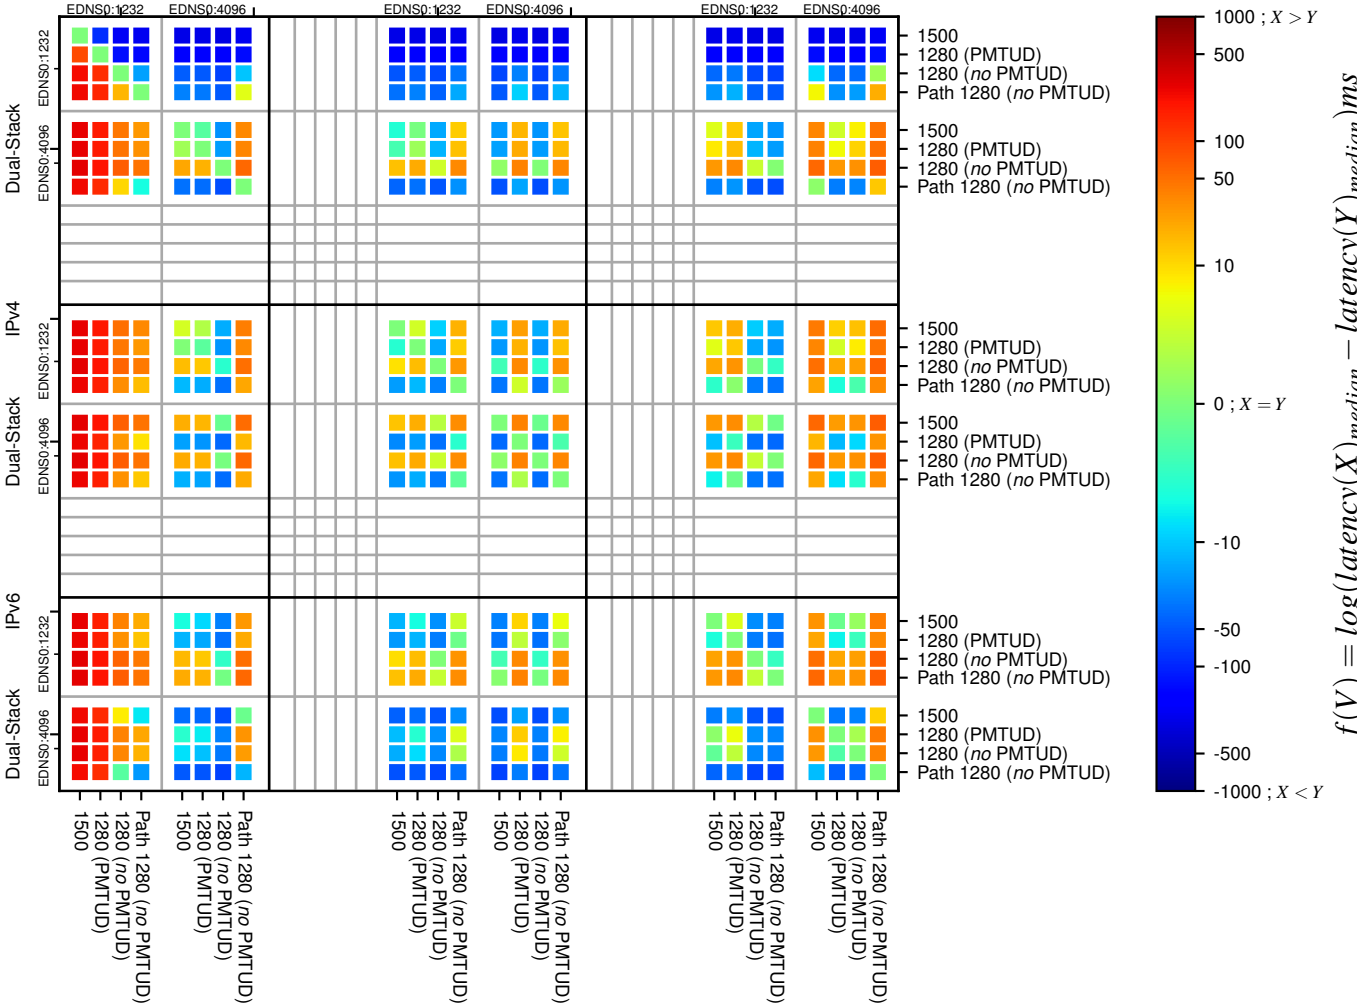 EDNS0:1232 EDNS0:4096 EDNS0:1232 EDNS0:4096 EDNS0:1232 EDNS0:4096
Dual-Stack
EDNS0:1232
EDNS0:4096
IPv4
Dual-Stack
EDNS0:1232
EDNS0:4096
IPv6
Dual-Stack
EDNS0:1232
EDNS0:4096
1500
1280 (PMTUD)
1280 (no PMTUD)
Path 1280 (no PMTUD)
1500
1280 (PMTUD)
1280 (no PMTUD)
Path 1280 (no PMTUD)
1500
1280 (PMTUD)
1280 (no PMTUD)
Path 1280 (no PMTUD)
1500
1280 (PMTUD)
1280 (no PMTUD)
Path 1280 (no PMTUD)
1500
1280 (PMTUD)
1280 (no PMTUD)
Path 1280 (no PMTUD)
1500
1280 (PMTUD)
1280 (no PMTUD)
Path 1280 (no PMTUD)
1500
1280 (PMTUD)
1280 (no PMTUD)
Path 1280 (no PMTUD)
1500
1280 (PMTUD)
1280 (no PMTUD)
Path 1280 (no PMTUD)
1500
1280 (PMTUD)
1280 (no PMTUD)
Path 1280 (no PMTUD)
1500
1280 (PMTUD)
1280 (no PMTUD)
Path 1280 (no PMTUD)
1500
1280 (PMTUD)
1280 (no PMTUD)
Path 1280 (no PMTUD)
1500
1280 (PMTUD)
1280 (no PMTUD)
Path 1280 (no PMTUD)
1000 ; X > Y
500
100
50
10
0 ; X = Y
-10
-50
-100
-500
-1000 ; X < Y
f(V) = log(latency(X)median − latency(Y)median)ms